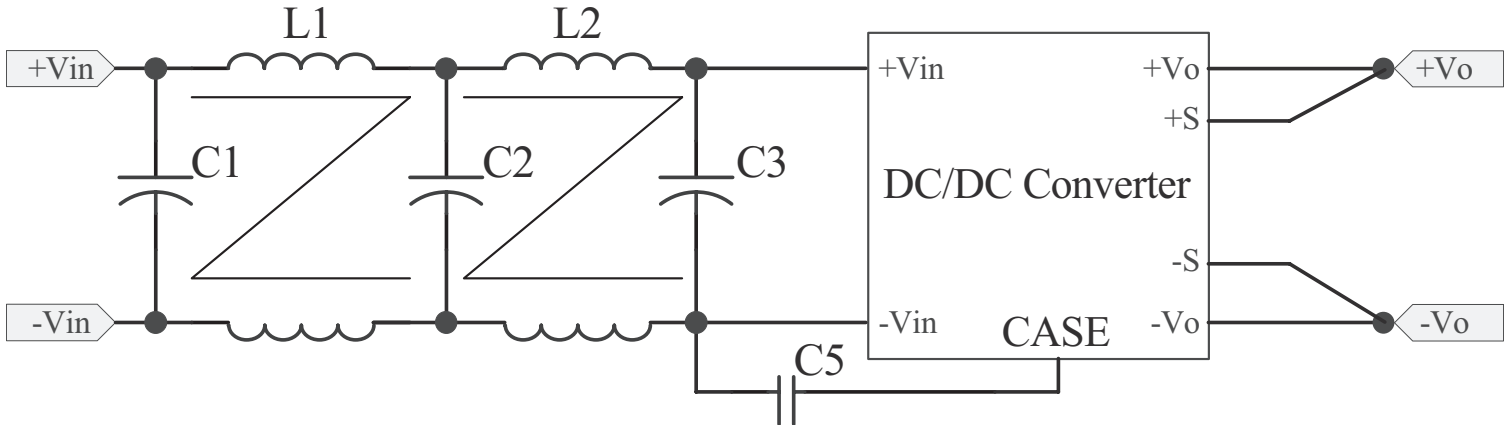 L1 L2
+Vin +Vin +Vo +Vo
+S
C1 C2 C3 DC/DC Converter
-S
-Vin -Vin CASE -Vo -Vo
C5